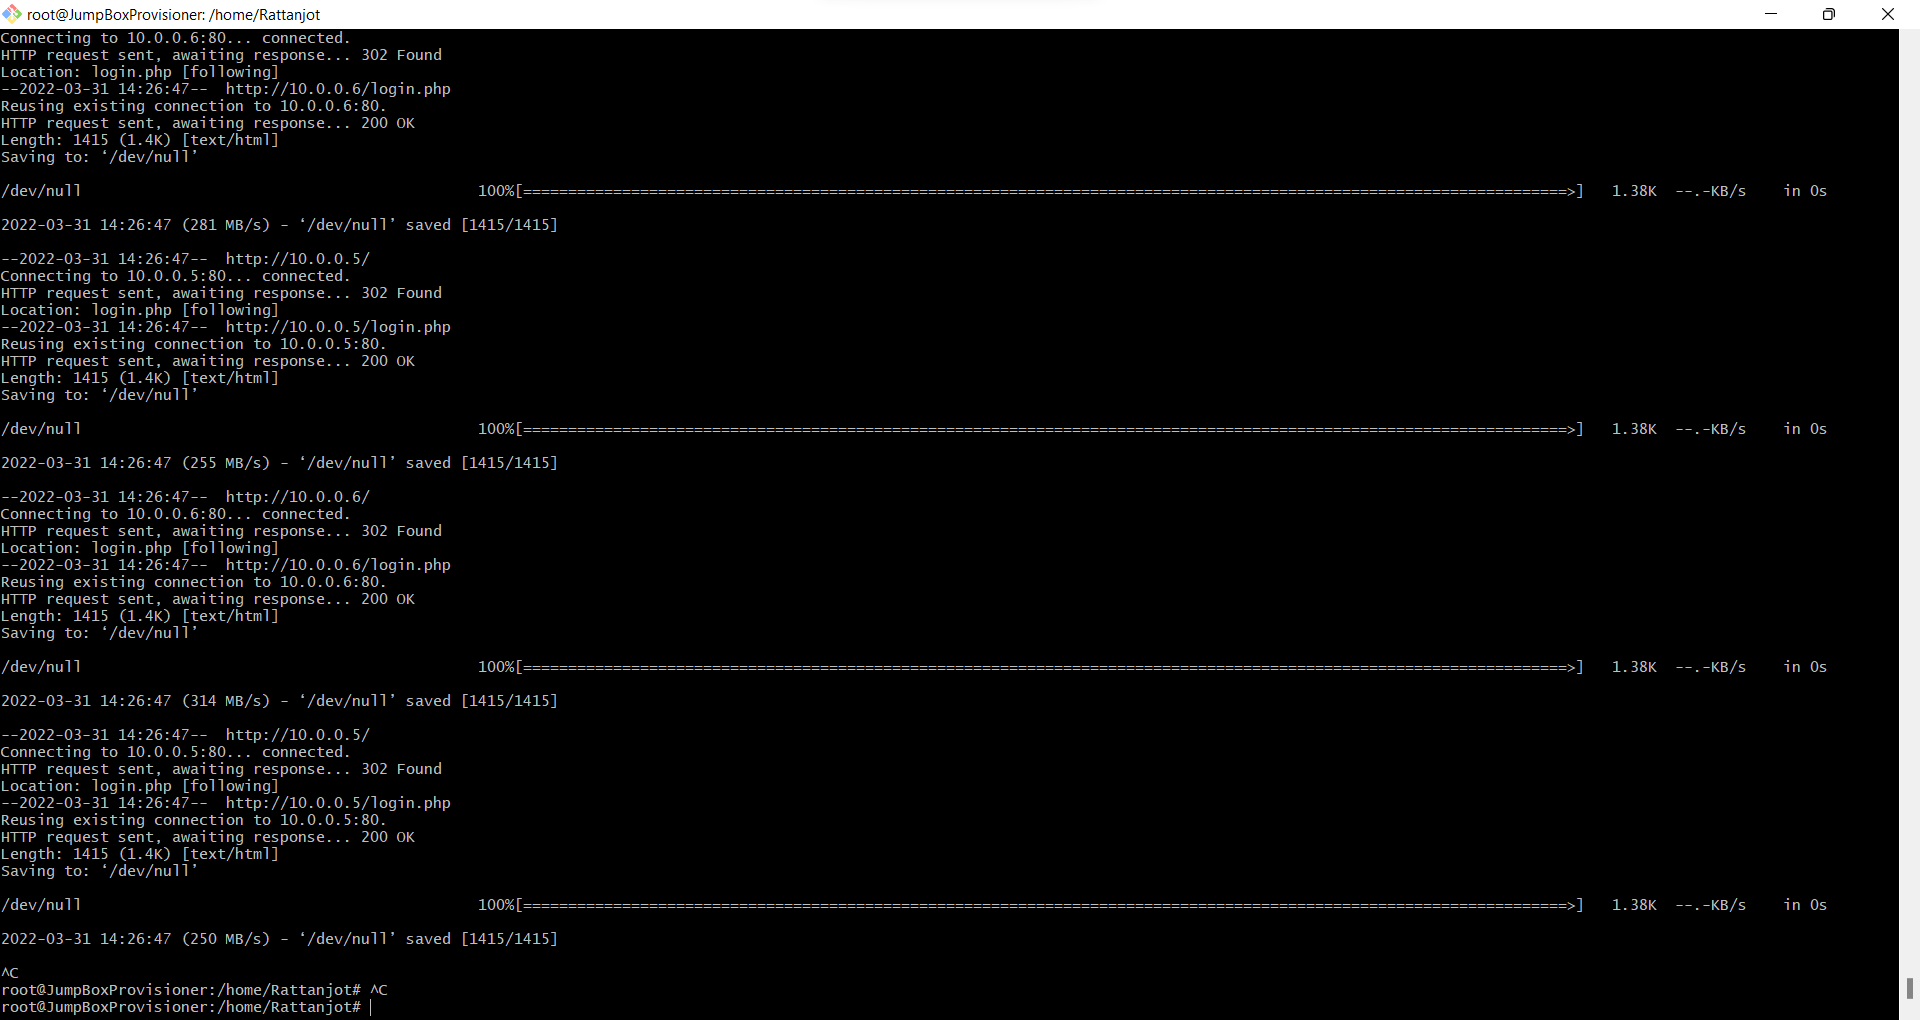 root@JumpBoxProvisioner: /home/Rattanjot
Connecting to 10.0.0.6:80... connected.
HTTP request sent, awaiting response... 302 Found
Location: login.php [following]
--2022-03-31 14:26:47--  http://10.0.0.6/login.php
Reusing existing connection to 10.0.0.6:80.
HTTP request sent, awaiting response... 200 OK
Length: 1415 (1.4K) [text/html]
Saving to: ‘/dev/null’
/dev/null 100%[====================================================================================================================>] 1.38K --.-KB/s in 0s
2022-03-31 14:26:47 (281 MB/s) - ‘/dev/null’ saved [1415/1415]
--2022-03-31 14:26:47--  http://10.0.0.5/
Connecting to 10.0.0.5:80... connected.
HTTP request sent, awaiting response... 302 Found
Location: login.php [following]
--2022-03-31 14:26:47--  http://10.0.0.5/login.php
Reusing existing connection to 10.0.0.5:80.
HTTP request sent, awaiting response... 200 OK
Length: 1415 (1.4K) [text/html]
Saving to: ‘/dev/null’
/dev/null 100%[====================================================================================================================>] 1.38K --.-KB/s in 0s
2022-03-31 14:26:47 (255 MB/s) - ‘/dev/null’ saved [1415/1415]
--2022-03-31 14:26:47--  http://10.0.0.6/
Connecting to 10.0.0.6:80... connected.
HTTP request sent, awaiting response... 302 Found
Location: login.php [following]
--2022-03-31 14:26:47--  http://10.0.0.6/login.php
Reusing existing connection to 10.0.0.6:80.
HTTP request sent, awaiting response... 200 OK
Length: 1415 (1.4K) [text/html]
Saving to: ‘/dev/null’
/dev/null 100%[====================================================================================================================>] 1.38K --.-KB/s in 0s
2022-03-31 14:26:47 (314 MB/s) - ‘/dev/null’ saved [1415/1415]
--2022-03-31 14:26:47--  http://10.0.0.5/
Connecting to 10.0.0.5:80... connected.
HTTP request sent, awaiting response... 302 Found
Location: login.php [following]
--2022-03-31 14:26:47--  http://10.0.0.5/login.php
Reusing existing connection to 10.0.0.5:80.
HTTP request sent, awaiting response... 200 OK
Length: 1415 (1.4K) [text/html]
Saving to: ‘/dev/null’
/dev/null 100%[====================================================================================================================>] 1.38K --.-KB/s in 0s
2022-03-31 14:26:47 (250 MB/s) - ‘/dev/null’ saved [1415/1415]
^C
root@JumpBoxProvisioner:/home/Rattanjot# ^C
root@JumpBoxProvisioner:/home/Rattanjot#